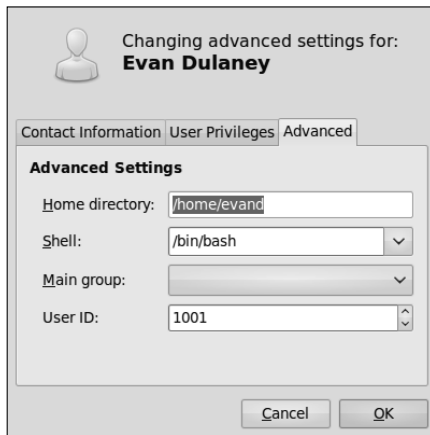 Changing advanced settings for:
Evan Dulaney
Contact Information User Privileges Advanced
Advanced Settings
Home directory: /home/evand
Shell: /bin/bash
Main group:
User ID: 1001
Cancel OK